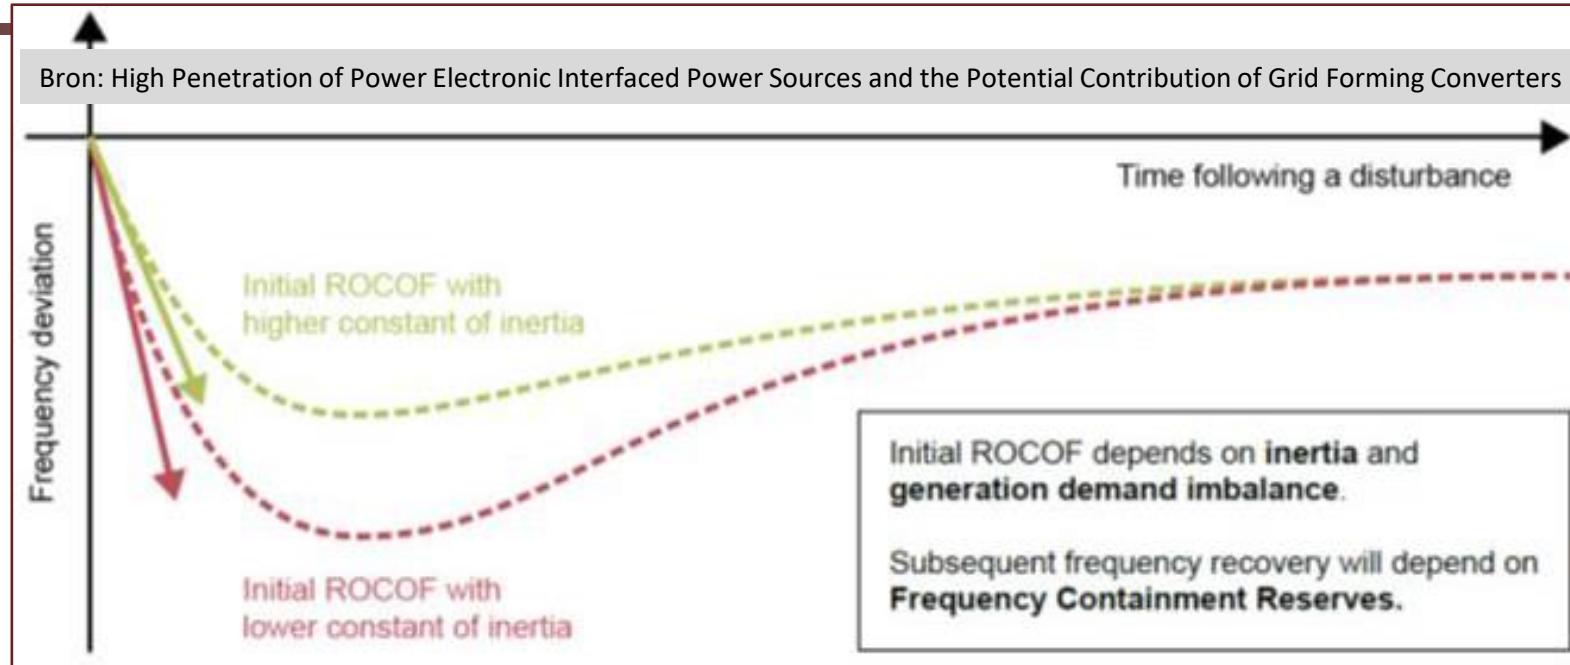 Bron: High Penetration of Power Electronic Interfaced Power Sources and the Potential Contribution of Grid Forming Converters
Time following a disturbance
Frequency deviation
Initial ROCOF with
higher constant of inertia
Initial ROCOF depends on inertia and
generation demand imbalance.
Subsequent frequency recovery will depend on
Frequency Containment Reserves.
Initial ROCOF with
lower constant of inertia